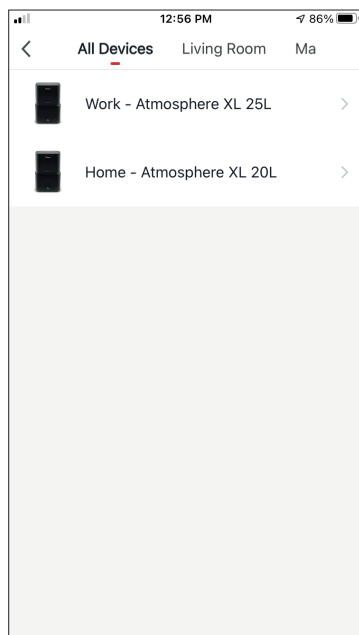 12:56 PM
86%
All Devices
Living Room
Ma
Work - Atmosphere XL 25L
Home - Atmosphere XL 20L